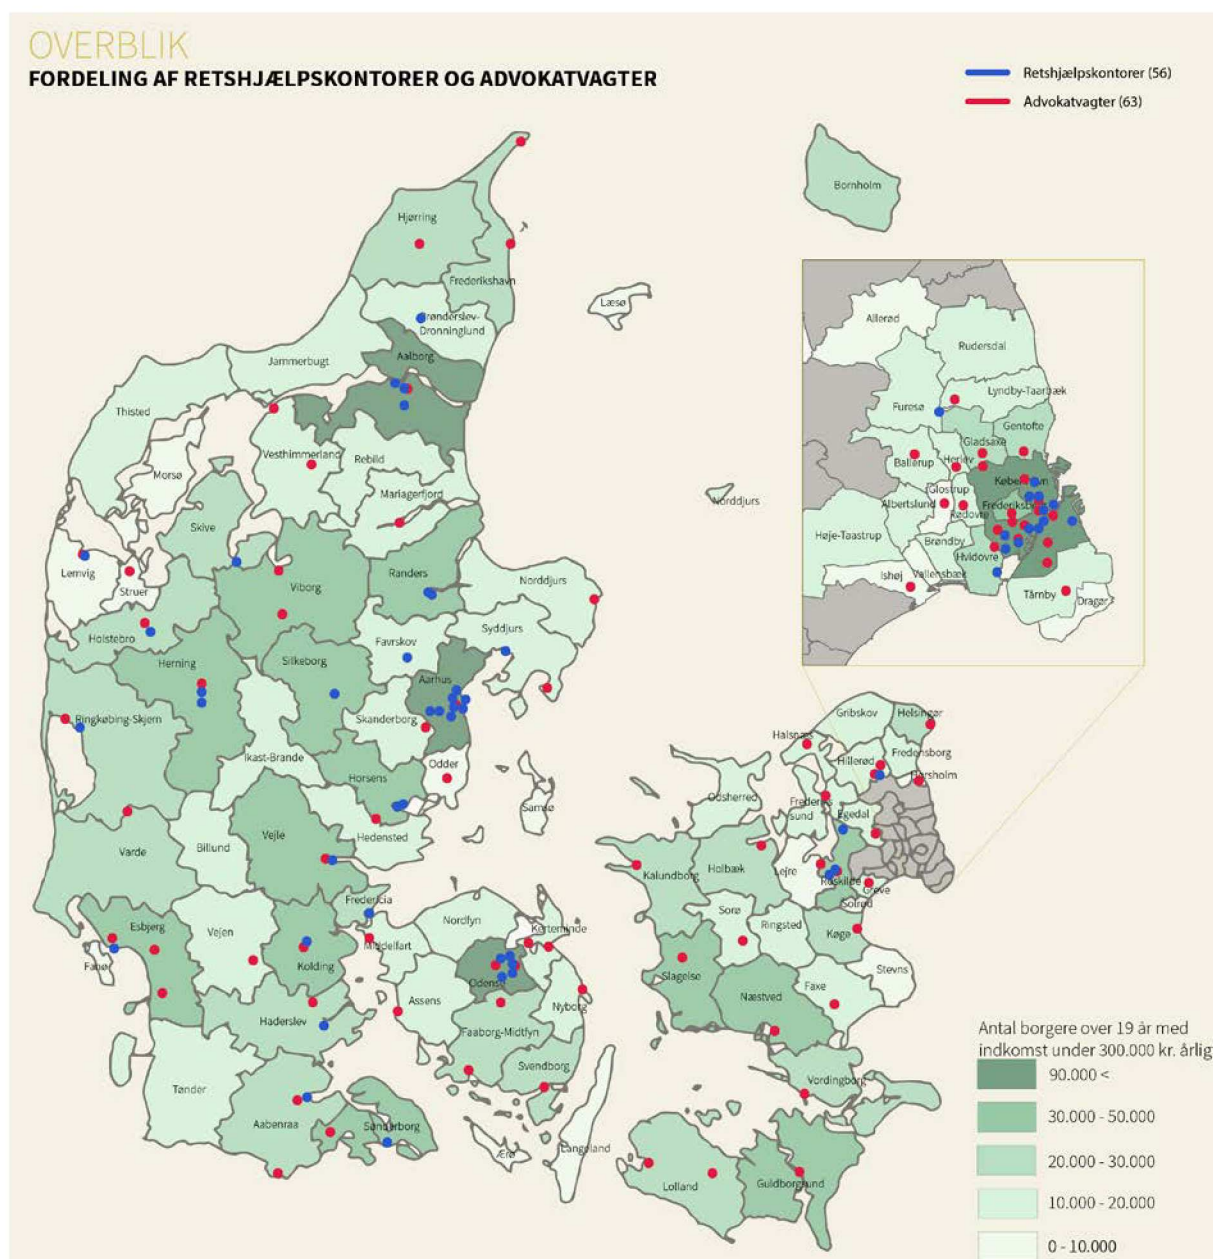 OVERBLIK
FORDELING AF RETSHJÆLPSKONTORER OG ADVOKATVAGTER
Retshjælpskontorer (56)
Advokatvagter (63)
Bornholm
Hjørring
Frederikshavn
Læsø
Brønderslev-
Dronninglund
Aalborg
Jammerbugt
Thisted
Vesthimmerland
Rebild
Morsø
Mariagerfjord
Norddjurs
Skive
Lemvig
Struer
Viborg
Randers
Norddjurs
Holstebro
Favrskov
Syddjurs
Herning
Silkeborg
Aarhus
Ringkøbing-Skjern
Skanderborg
Ikast-Brande
Odder
Horsens
Samsø
Hedensted
Varde
Billund
Vejle
Fredericia
Nordfyn
Esbjerg
Vejen
Middelfart
Kerteminde
Kolding
Odense
Assens
Nyborg
Haderslev
Faaborg-Midtfyn
Svendborg
Tønder
Aabenraa
Sønderborg
Ærø
Langeland
Allerød
Rudersdal
Lyndby-Taarbæk
Furesø
Gentofte
Gladsaxe
Ballerup
Herlev
Glostrup
Albertslund
Rødovre
Høje-Taastrup
Brøndby
Hvidovre
Ishøj
Vallensbæk
Tårnby
Dragør
Gribskov
Helsingør
Halsnæs
Hillerød
Fredensborg
Hørsholm
Odsherred
Frederiks
sund
Egedal
Kalundborg
Holbæk
Lejre
Roskilde
Greve
Solrød
Sorø
Ringsted
Køge
Slagelse
Stevns
Næstved
Faxe
Vordingborg
Lolland
Guldborgsund
Antal borgere over 19 år med
indkomst under 300.000 kr. årlig
90.000 <
30.000 - 50.000
20.000 - 30.000
10.000 - 20.000
0 - 10.000